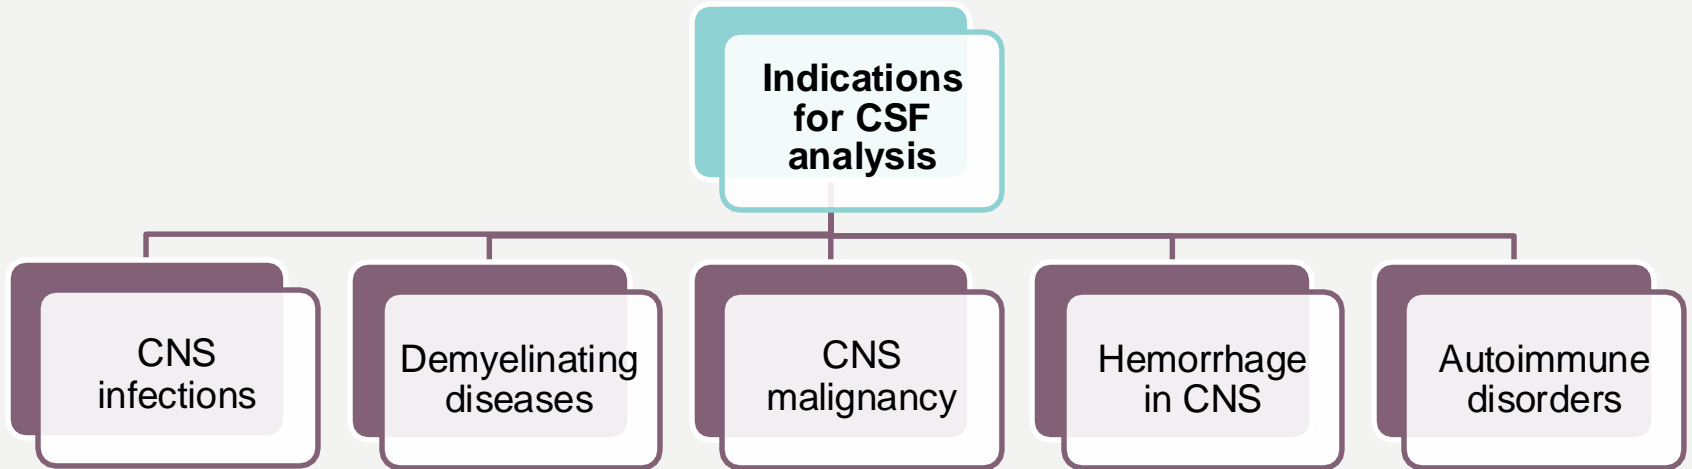 Indications
for CSF
analysis
CNS
infections
Demyelinating
diseases
CNS
malignancy
Hemorrhage
in CNS
Autoimmune
disorders